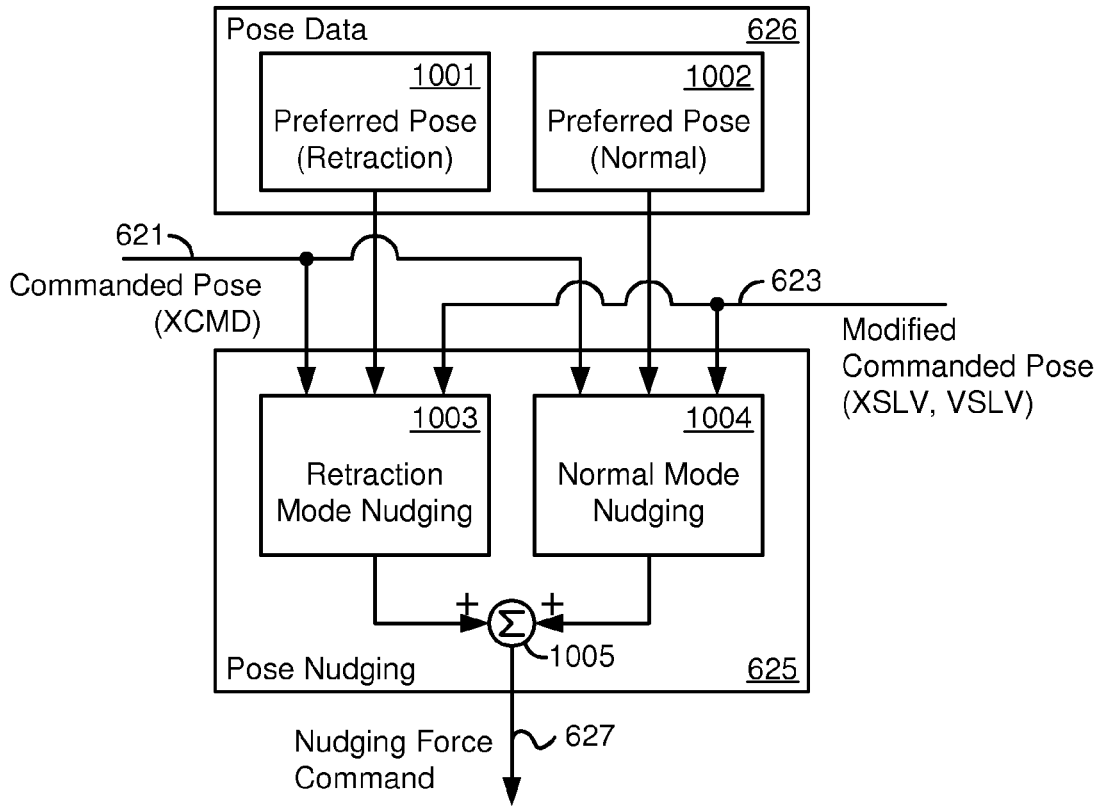 Pose Data
626
1001
Preferred Pose
(Retraction)
1002
Preferred Pose
(Normal)
621
Commanded Pose
(XCMD)
623
Modified
Commanded Pose
(XSLV, VSLV)
1003
Retraction
Mode Nudging
1004
Normal Mode
Nudging
+
Σ
+
1005
Pose Nudging
625
Nudging Force
Command
627